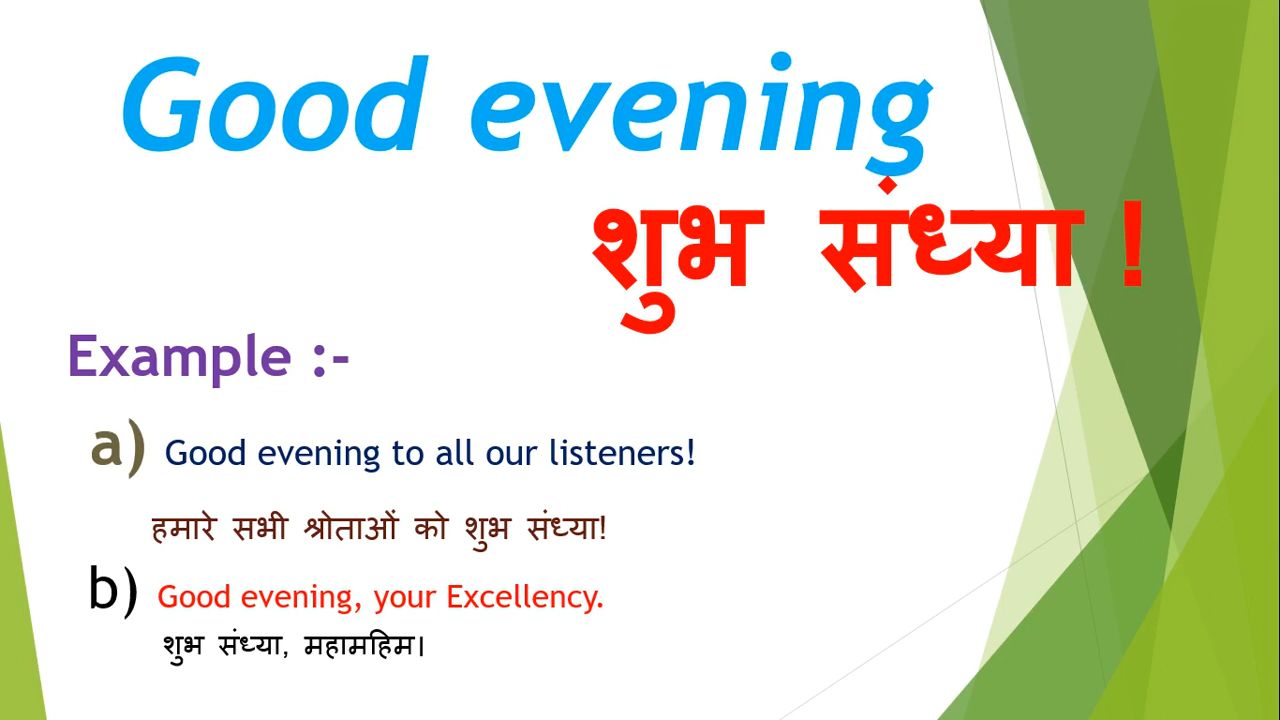 Good evening
शुभ संध्या !
Example :-
a) Good evening to all our listeners!
हमारे सभी श्रोताओं को शुभ संध्या!
b) Good evening, your Excellency.
शुभ संध्या, महामहिम।